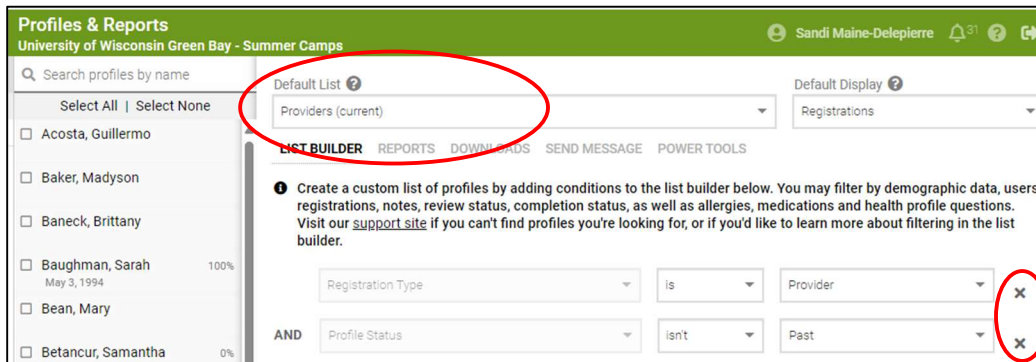 Profiles & Reports
University of Wisconsin Green Bay - Summer Camps
Sandi Maine-Delepierre
31
Search profiles by name
Select All | Select None
Acosta, Guillermo
Baker, Madyson
Baneck, Brittany
Baughman, Sarah 100%
May 3, 1994
Bean, Mary
Betancur, Samantha 0%
Default List
Providers (current)
Default Display
Registrations
LIST BUILDER REPORTS DOWNLOADS SEND MESSAGE POWER TOOLS
Create a custom list of profiles by adding conditions to the list builder below. You may filter by demographic data, users
registrations, notes, review status, completion status, as well as allergies, medications and health profile questions.
Visit our support site if you can't find profiles you're looking for, or if you'd like to learn more about filtering in the list
builder.
Registration Type is Provider
AND Profile Status isn't Past